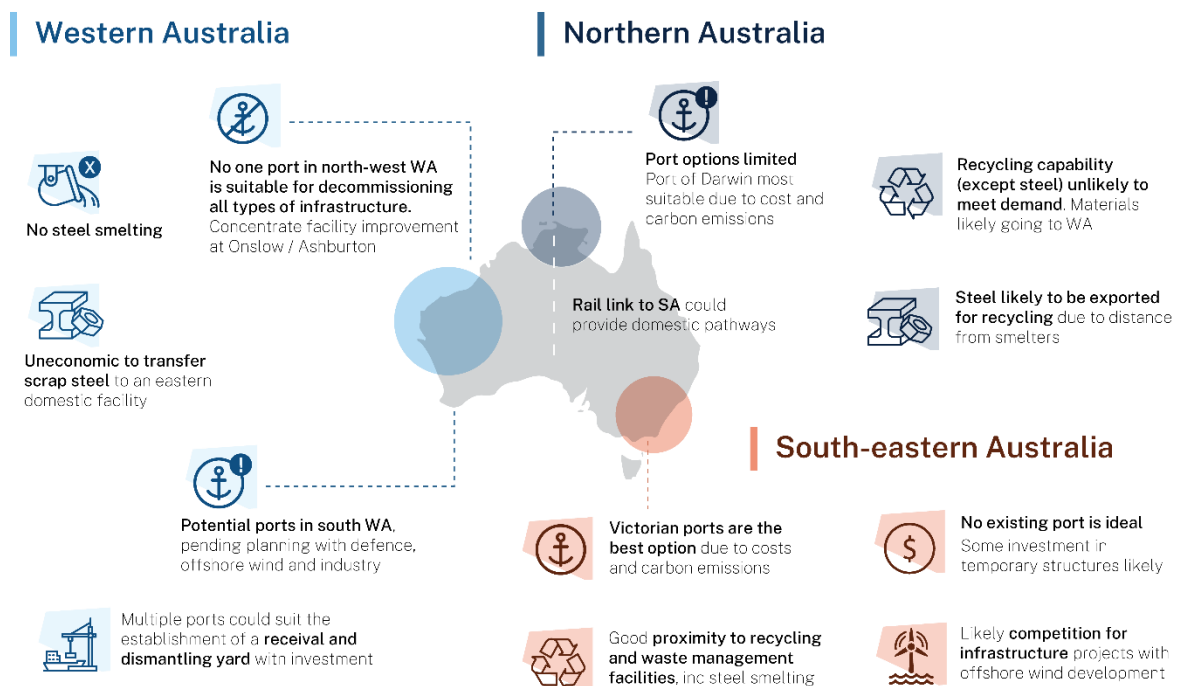 Western Australia
No steel smelting
No one port in north-west WA
is suitable for decommissioning
all types of infrastructure.
Concentrate facility improvement
at Onslow / Ashburton
Uneconomic to transfer
scrap steel to an eastern
domestic facility
Potential ports in south WA,
pending planning with defence,
offshore wind and industry
Multiple ports could suit the
establishment of a receival and
dismantling yard with investment
Northern Australia
Port options limited
Port of Darwin most
suitable due to cost and
carbon emissions
Rail link to SA could
provide domestic pathways
Recycling capability
(except steel) unlikely to
meet demand. Materials
likely going to WA
Steel likely to be exported
for recycling due to distance
from smelters
South-eastern Australia
Victorian ports are the
best option due to costs
and carbon emissions
No existing port is ideal
Some investment in
temporary structures likely
Good proximity to recycling
and waste management
facilities, inc steel smelting
Likely competition for
infrastructure projects with
offshore wind development